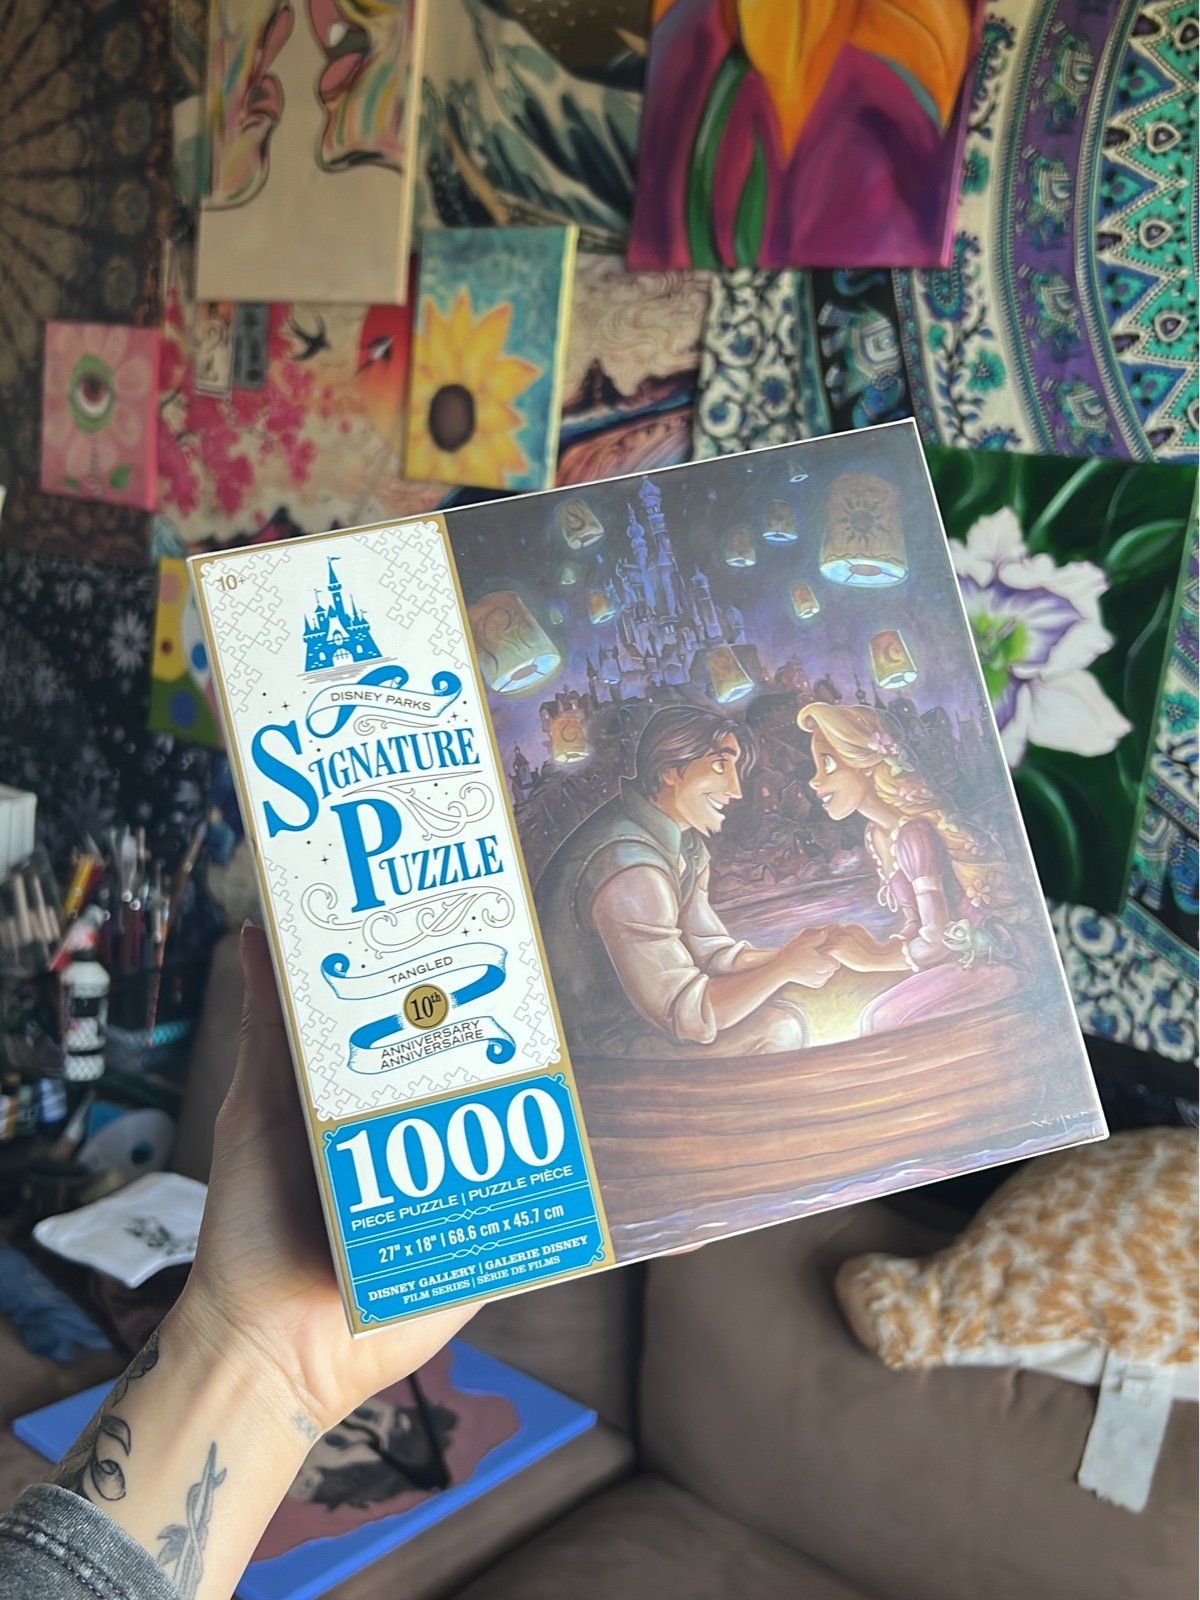 10+
DISNEY PARKS
SIGNATURE
PUZZLE
TANGLED
10th
ANNIVERSARY
ANNIVERSAIRE
1000
PIECE PUZZLE | PUZZLE PIÈCE
27" x 18" | 68.6 cm x 45.7 cm
DISNEY GALLERY | GALERIE DISNEY
FILM SERIES | SÉRIE DE FILMS